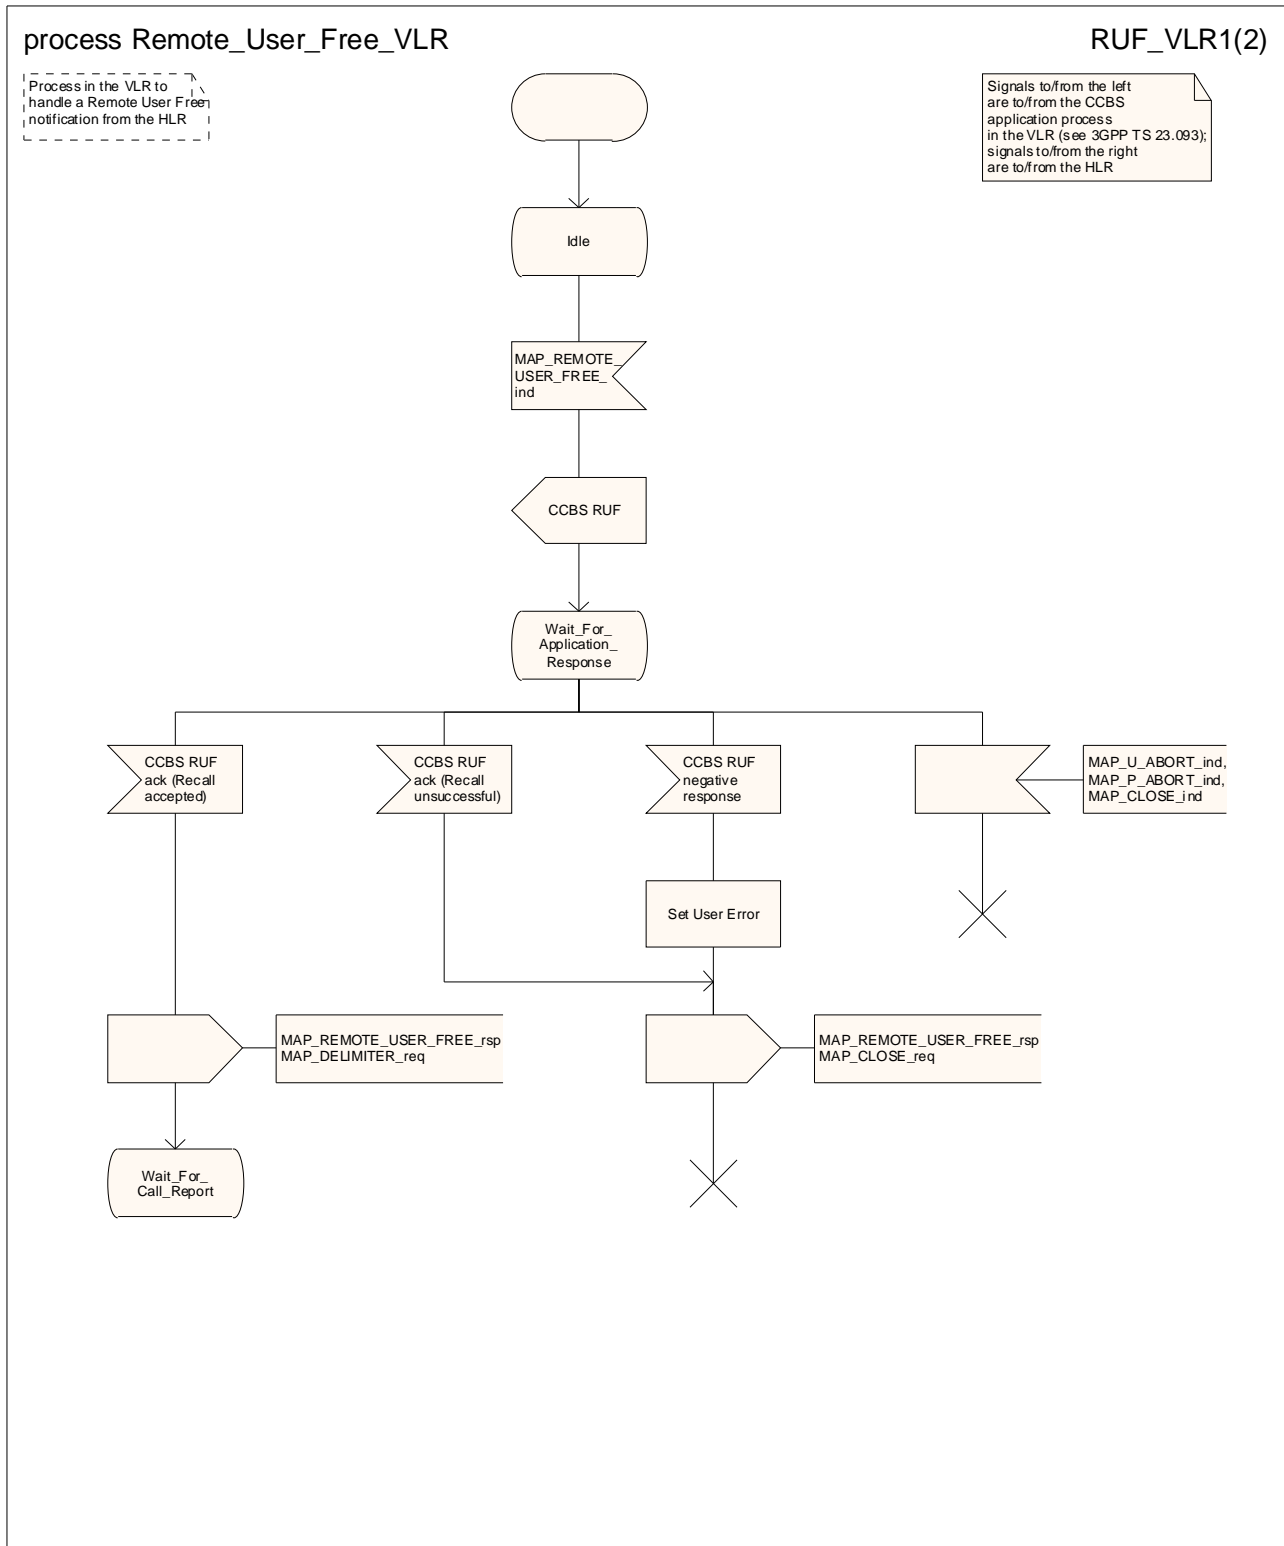 process Remote_User_Free_VLR
RUF_VLR1(2)
Process in the VLR to
handle a Remote User Free
notification from the HLR
Signals to/from the left
are to/from the CCBS
application process
in the VLR (see 3GPP TS 23.093);
signals to/from the right
are to/from the HLR
Idle
MAP_REMOTE_
USER_FREE_
ind
CCBS RUF
Wait_For_
Application_
Response
CCBS RUF
ack (Recall
accepted)
CCBS RUF
ack (Recall
unsuccessful)
CCBS RUF
negative
response
MAP_U_ABORT_ind,
MAP_P_ABORT_ind,
MAP_CLOSE_ind
Set User Error
MAP_REMOTE_USER_FREE_rsp
MAP_DELIMITER_req
MAP_REMOTE_USER_FREE_rsp
MAP_CLOSE_req
Wait_For_
Call_Report